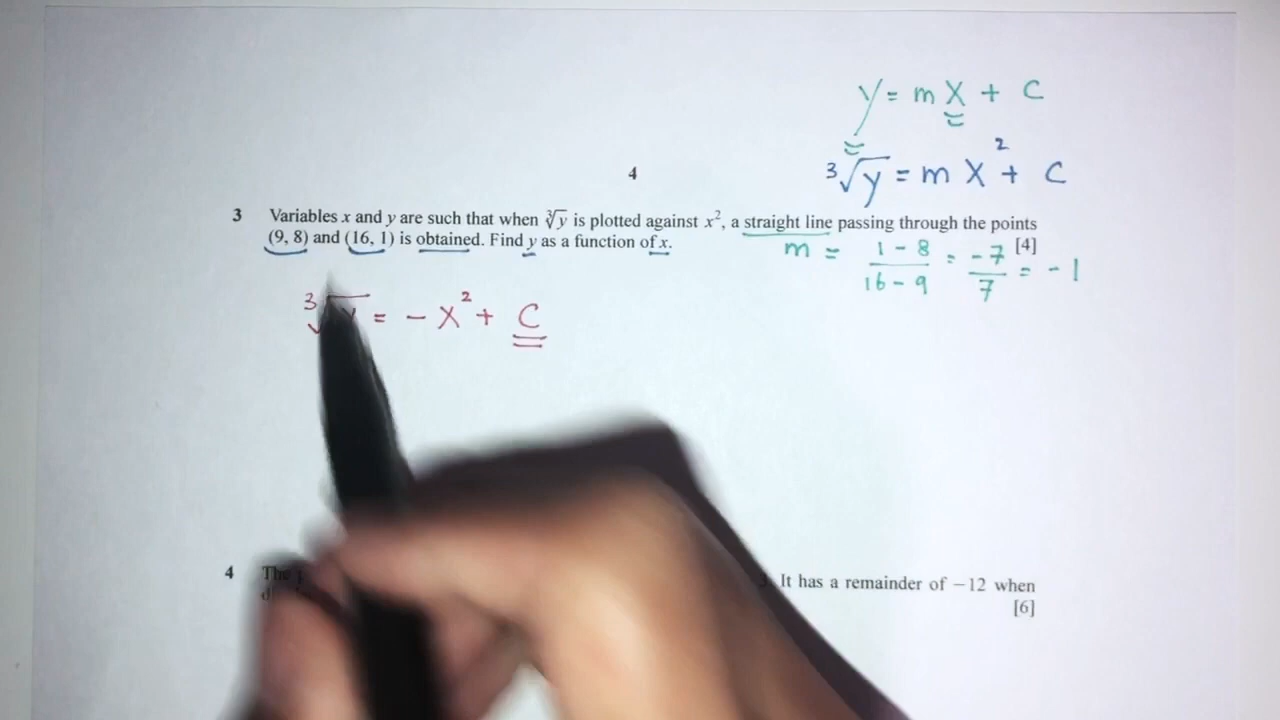 y = m X + C
4
∛y = m X² + C
3 Variables x and y are such that when ∛y is plotted against x², a straight line passing through the points
(9, 8) and (16, 1) is obtained. Find y as a function of x.
[4]
m = (1 - 8)/(16 - 9) = -7/7 = -1
∛y = - X² + C
4 The It has a remainder of −12 when
[6]